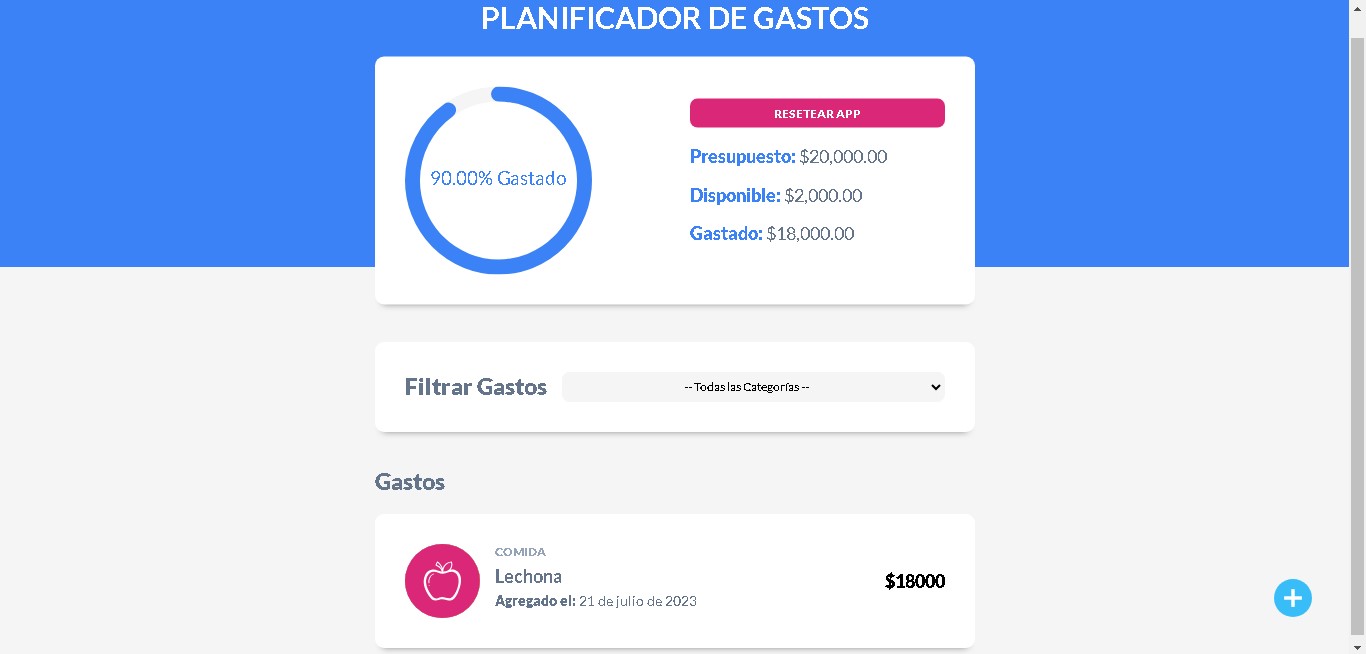 PLANIFICADOR DE GASTOS
90.00% Gastado
RESETEAR APP
Presupuesto: $20,000.00
Disponible: $2,000.00
Gastado: $18,000.00
Filtrar Gastos
-- Todas las Categorías --
Gastos
COMIDA
Lechona
Agregado el: 21 de julio de 2023
$18000